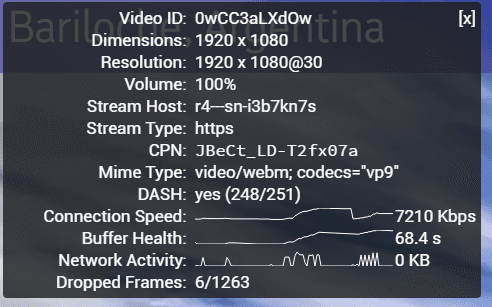 Bariloche, Argentina
Video ID: 0wCC3aLXdOw [x]
Dimensions: 1920 x 1080
Resolution: 1920 x 1080@30
Volume: 100%
Stream Host: r4---sn-i3b7kn7s
Stream Type: https
CPN: JBeCt_LD-T2fx07a
Mime Type: video/webm; codecs="vp9"
DASH: yes (248/251)
Connection Speed: 7210 Kbps
Buffer Health: 68.4 s
Network Activity: 0 KB
Dropped Frames: 6/1263